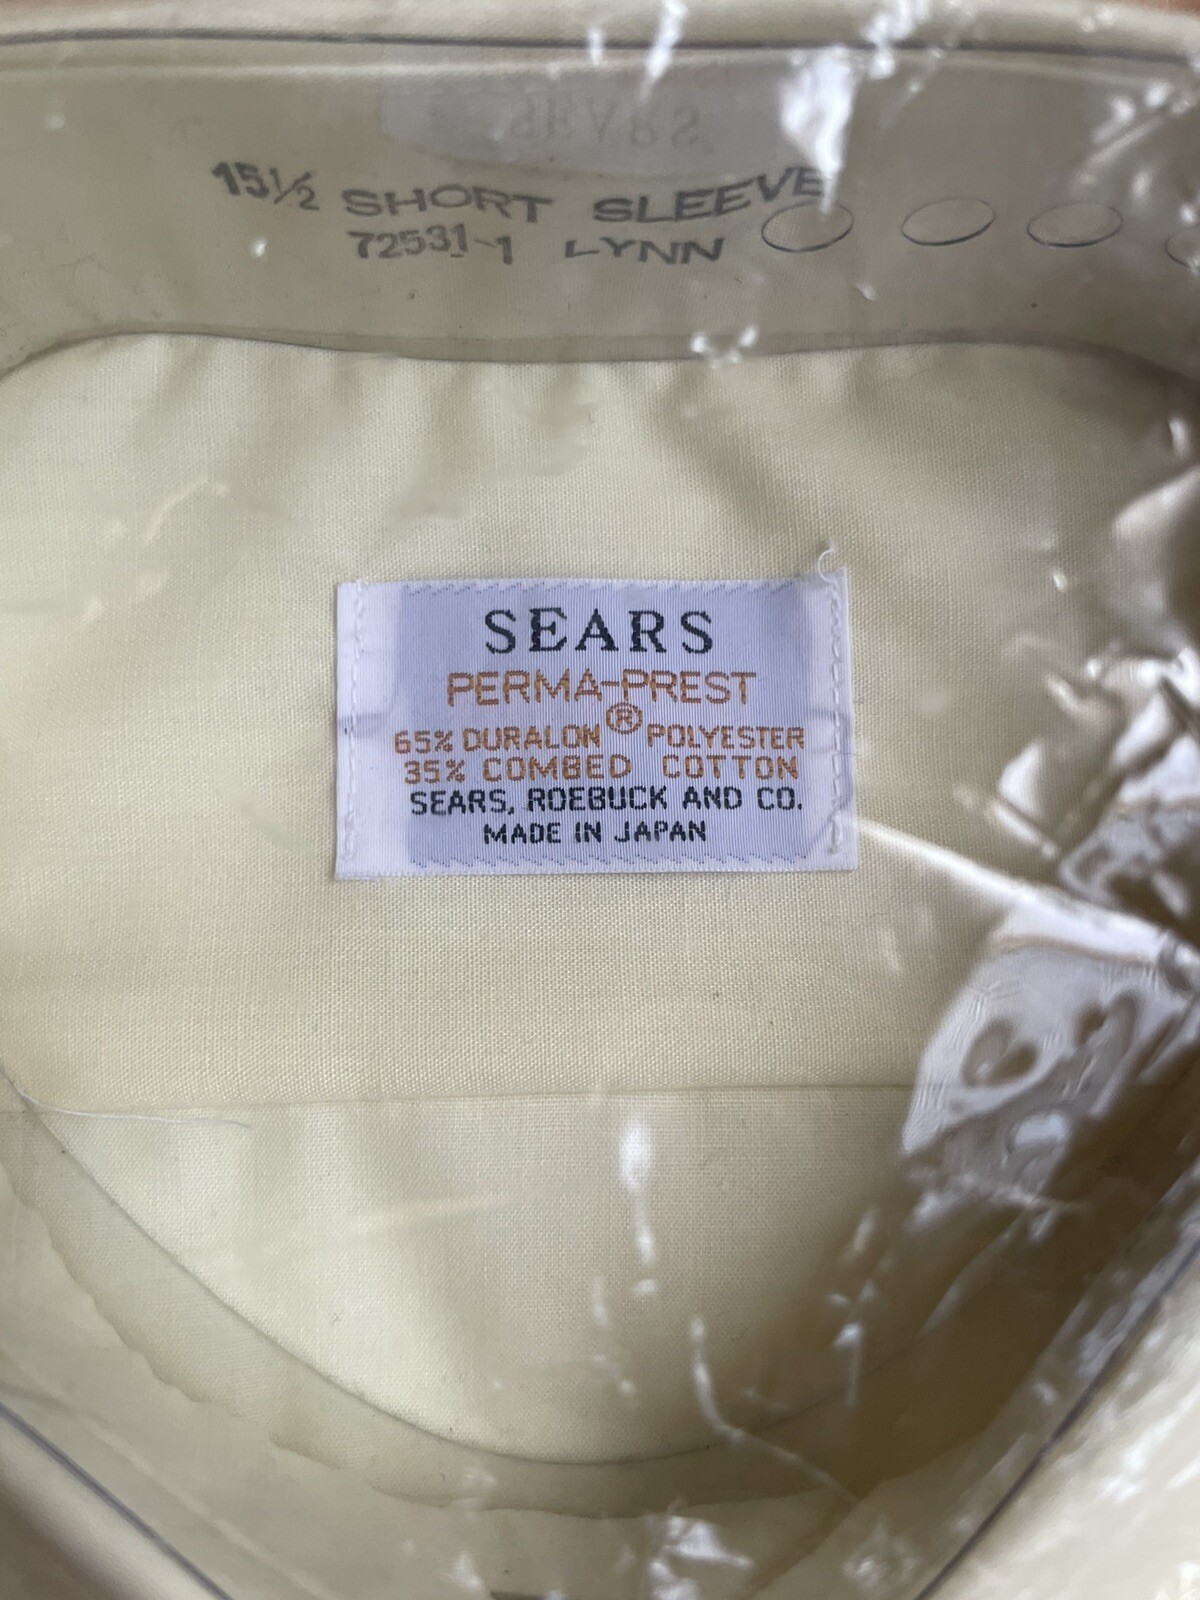 SEARS
15½ SHORT SLEEVE
72531-1 LYNN
SEARS
PERMA-PREST
®
65% DURALON POLYESTER
35% COMBED COTTON
SEARS, ROEBUCK AND CO.
MADE IN JAPAN